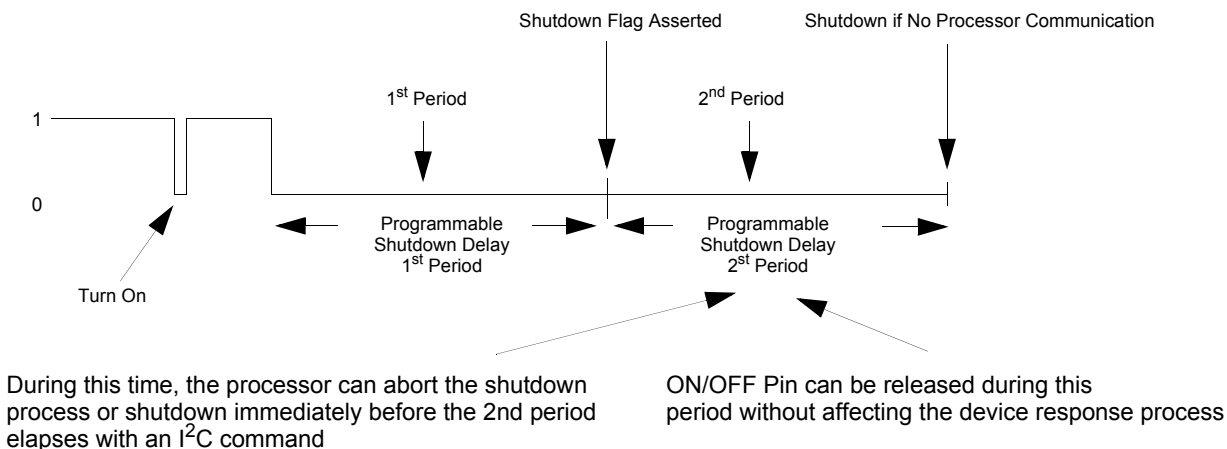 Shutdown Flag Asserted
Shutdown if No Processor Communication
1st Period
2nd Period
1
0
Programmable
Shutdown Delay
1st Period
Programmable
Shutdown Delay
2st Period
Turn On
During this time, the processor can abort the shutdown
process or shutdown immediately before the 2nd period
elapses with an I2C command
ON/OFF Pin can be released during this
period without affecting the device response process